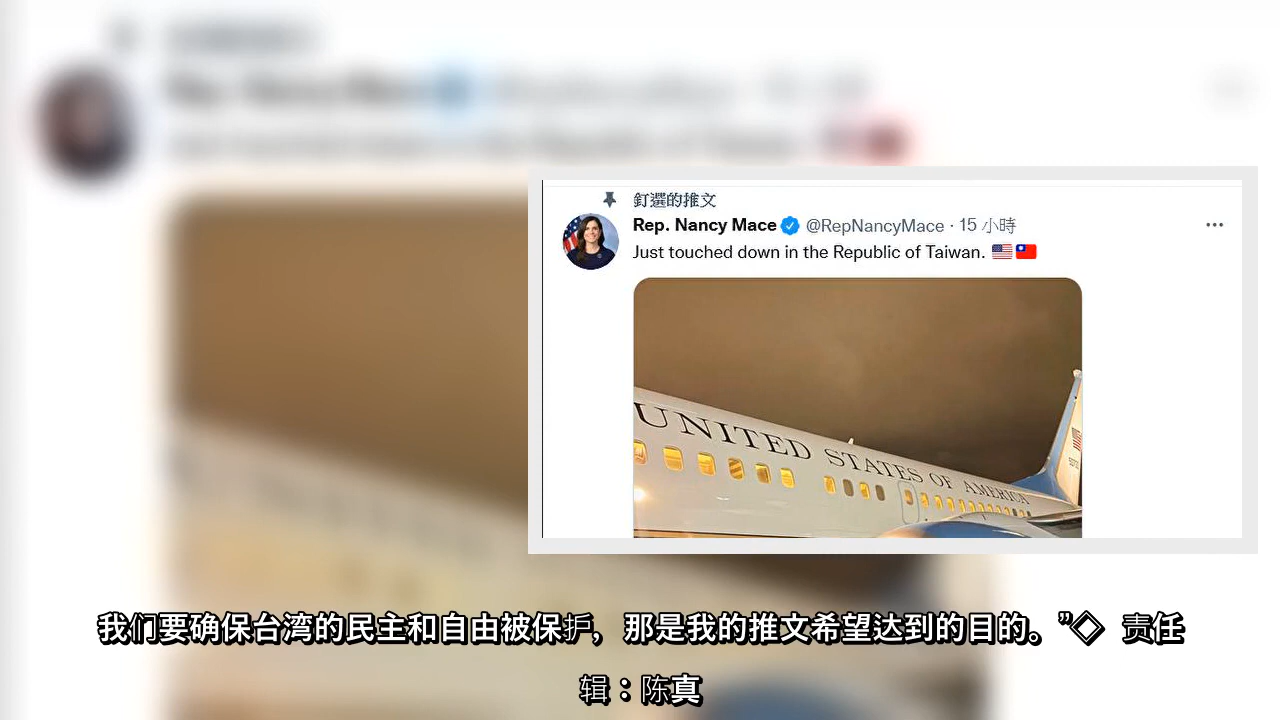 釘選的推文
Rep. Nancy Mace @RepNancyMace · 15 小時
Just touched down in the Republic of Taiwan. 🇺🇸🇹🇼
UNITED STATES OF AMERICA
我们要确保台湾的民主和自由被保护，那是我的推文希望达到的目的。”◇ 责任
辑：陈真